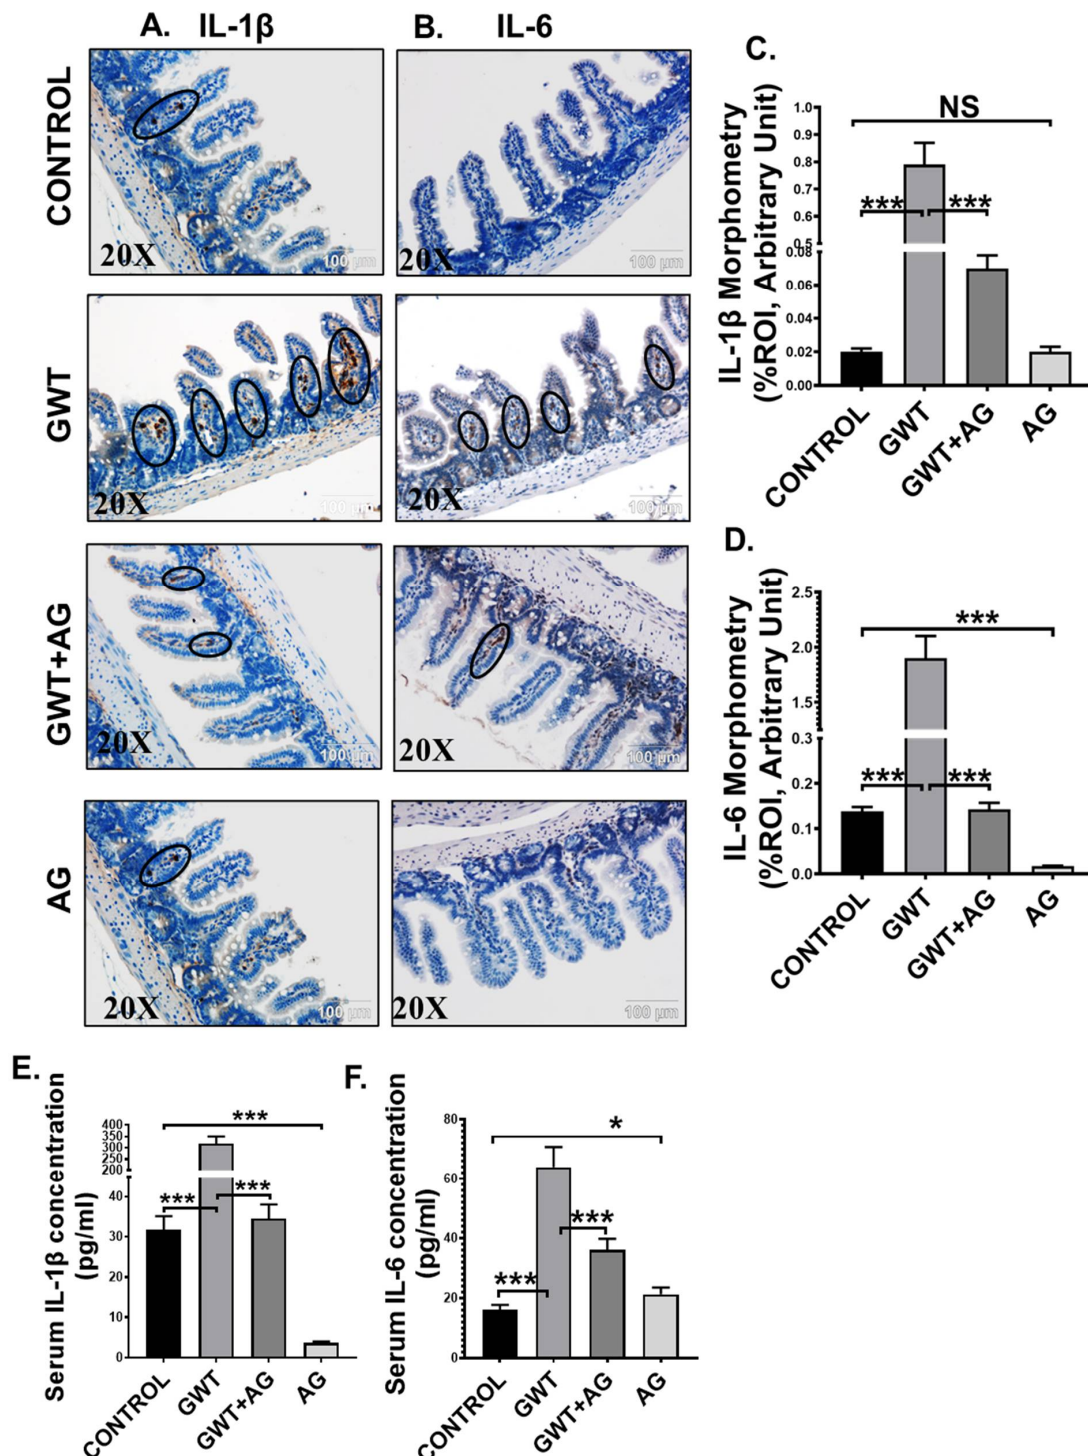 A. IL-1β
B. IL-6
CONTROL
20X
100 µm
20X
100 µm
GWT
20X
100 µm
20X
100 µm
GWT+AG
20X
100 µm
20X
100 µm
AG
20X
100 µm
20X
100 µm
C.
IL-1β Morphometry
(%ROI, Arbitrary Unit)
1.0
0.9
0.8
0.7
0.6
0.5
0.08
0.06
0.04
0.02
0.00
NS
***
***
CONTROL
GWT
GWT+AG
AG
D.
IL-6 Morphometry
(%ROI, Arbitrary Unit)
2.5
2.0
1.5
0.3
0.2
0.1
0.0
***
***
***
CONTROL
GWT
GWT+AG
AG
E.
Serum IL-1β concentration
(pg/ml)
400
350
300
250
200
40
30
20
10
0
***
***
***
CONTROL
GWT
GWT+AG
AG
F.
Serum IL-6 concentration
(pg/ml)
80
60
40
20
0
*
***
***
CONTROL
GWT
GWT+AG
AG